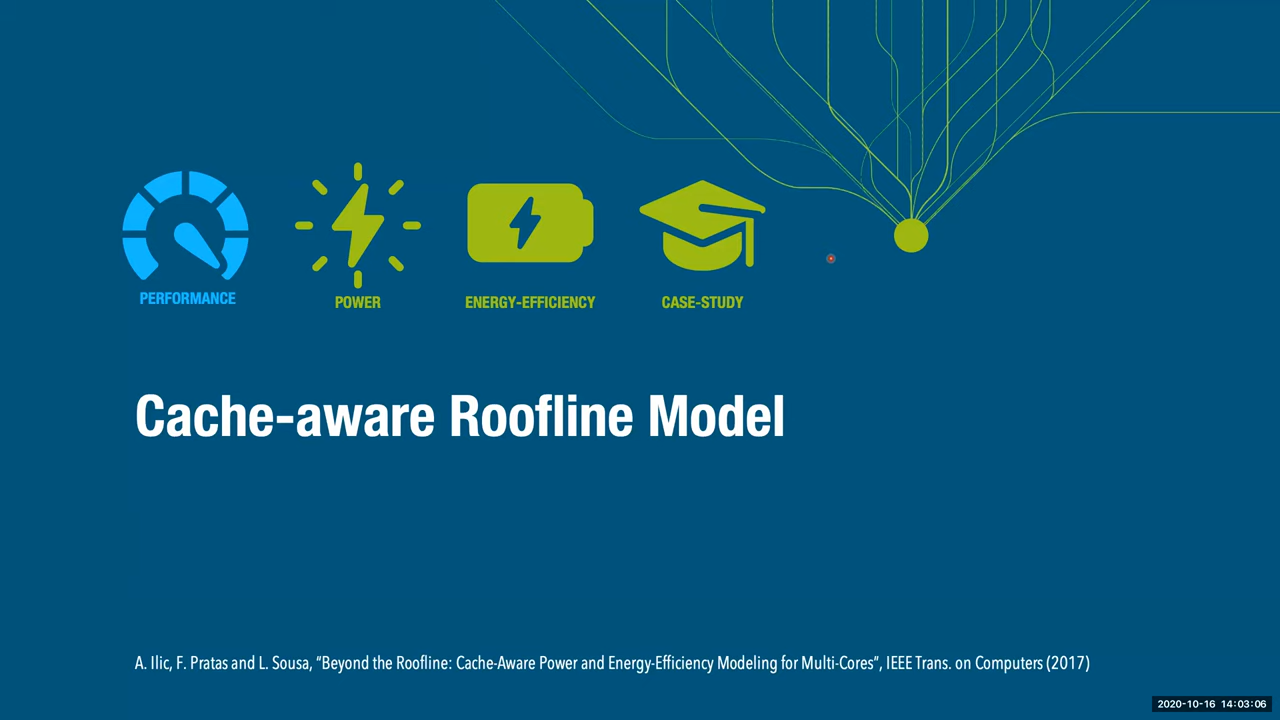 PERFORMANCE
POWER
ENERGY-EFFICIENCY
CASE-STUDY
Cache-aware Roofline Model
A. Ilic, F. Pratas and L. Sousa, “Beyond the Roofline: Cache-Aware Power and Energy-Efficiency Modeling for Multi-Cores”, IEEE Trans. on Computers (2017)
2020-10-16 14:03:06